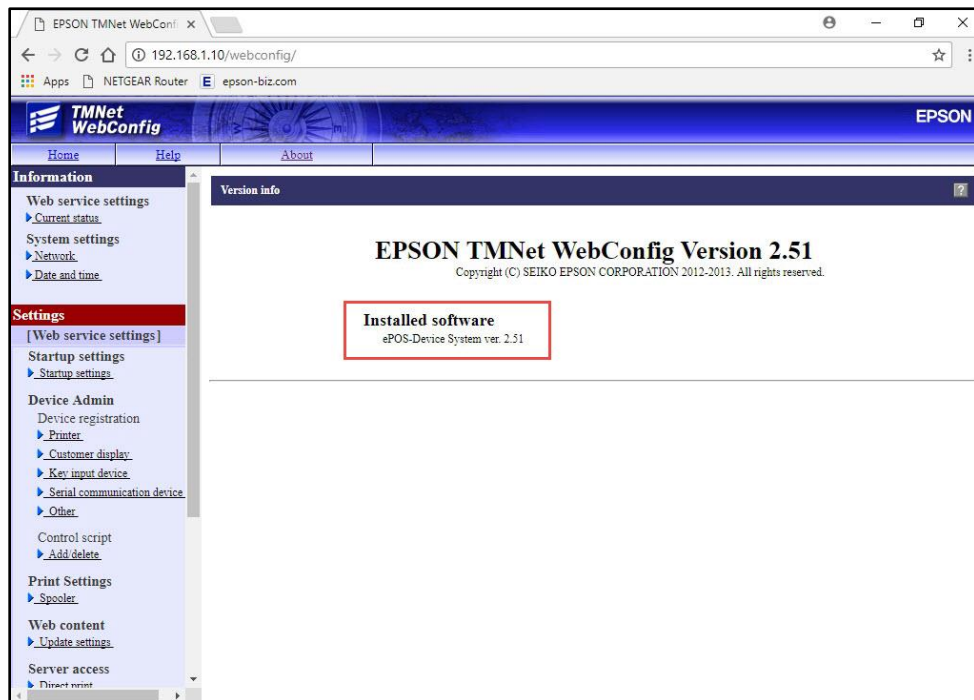 EPSON TMNet WebConfi
192.168.1.10/webconfig/
Apps NETGEAR Router E epson-biz.com
TMNet
WebConfig
EPSON
Home Help About
Information
Web service settings
Current status
System settings
Network
Date and time
Settings
[Web service settings]
Startup settings
Startup settings
Device Admin
Device registration
Printer
Customer display
Key input device
Serial communication device
Other
Control script
Add/delete
Print Settings
Spooler
Web content
Update settings
Server access
Direct print
Version info ?
EPSON TMNet WebConfig Version 2.51
Copyright (C) SEIKO EPSON CORPORATION 2012-2013. All rights reserved.
Installed software
ePOS-Device System ver. 2.51